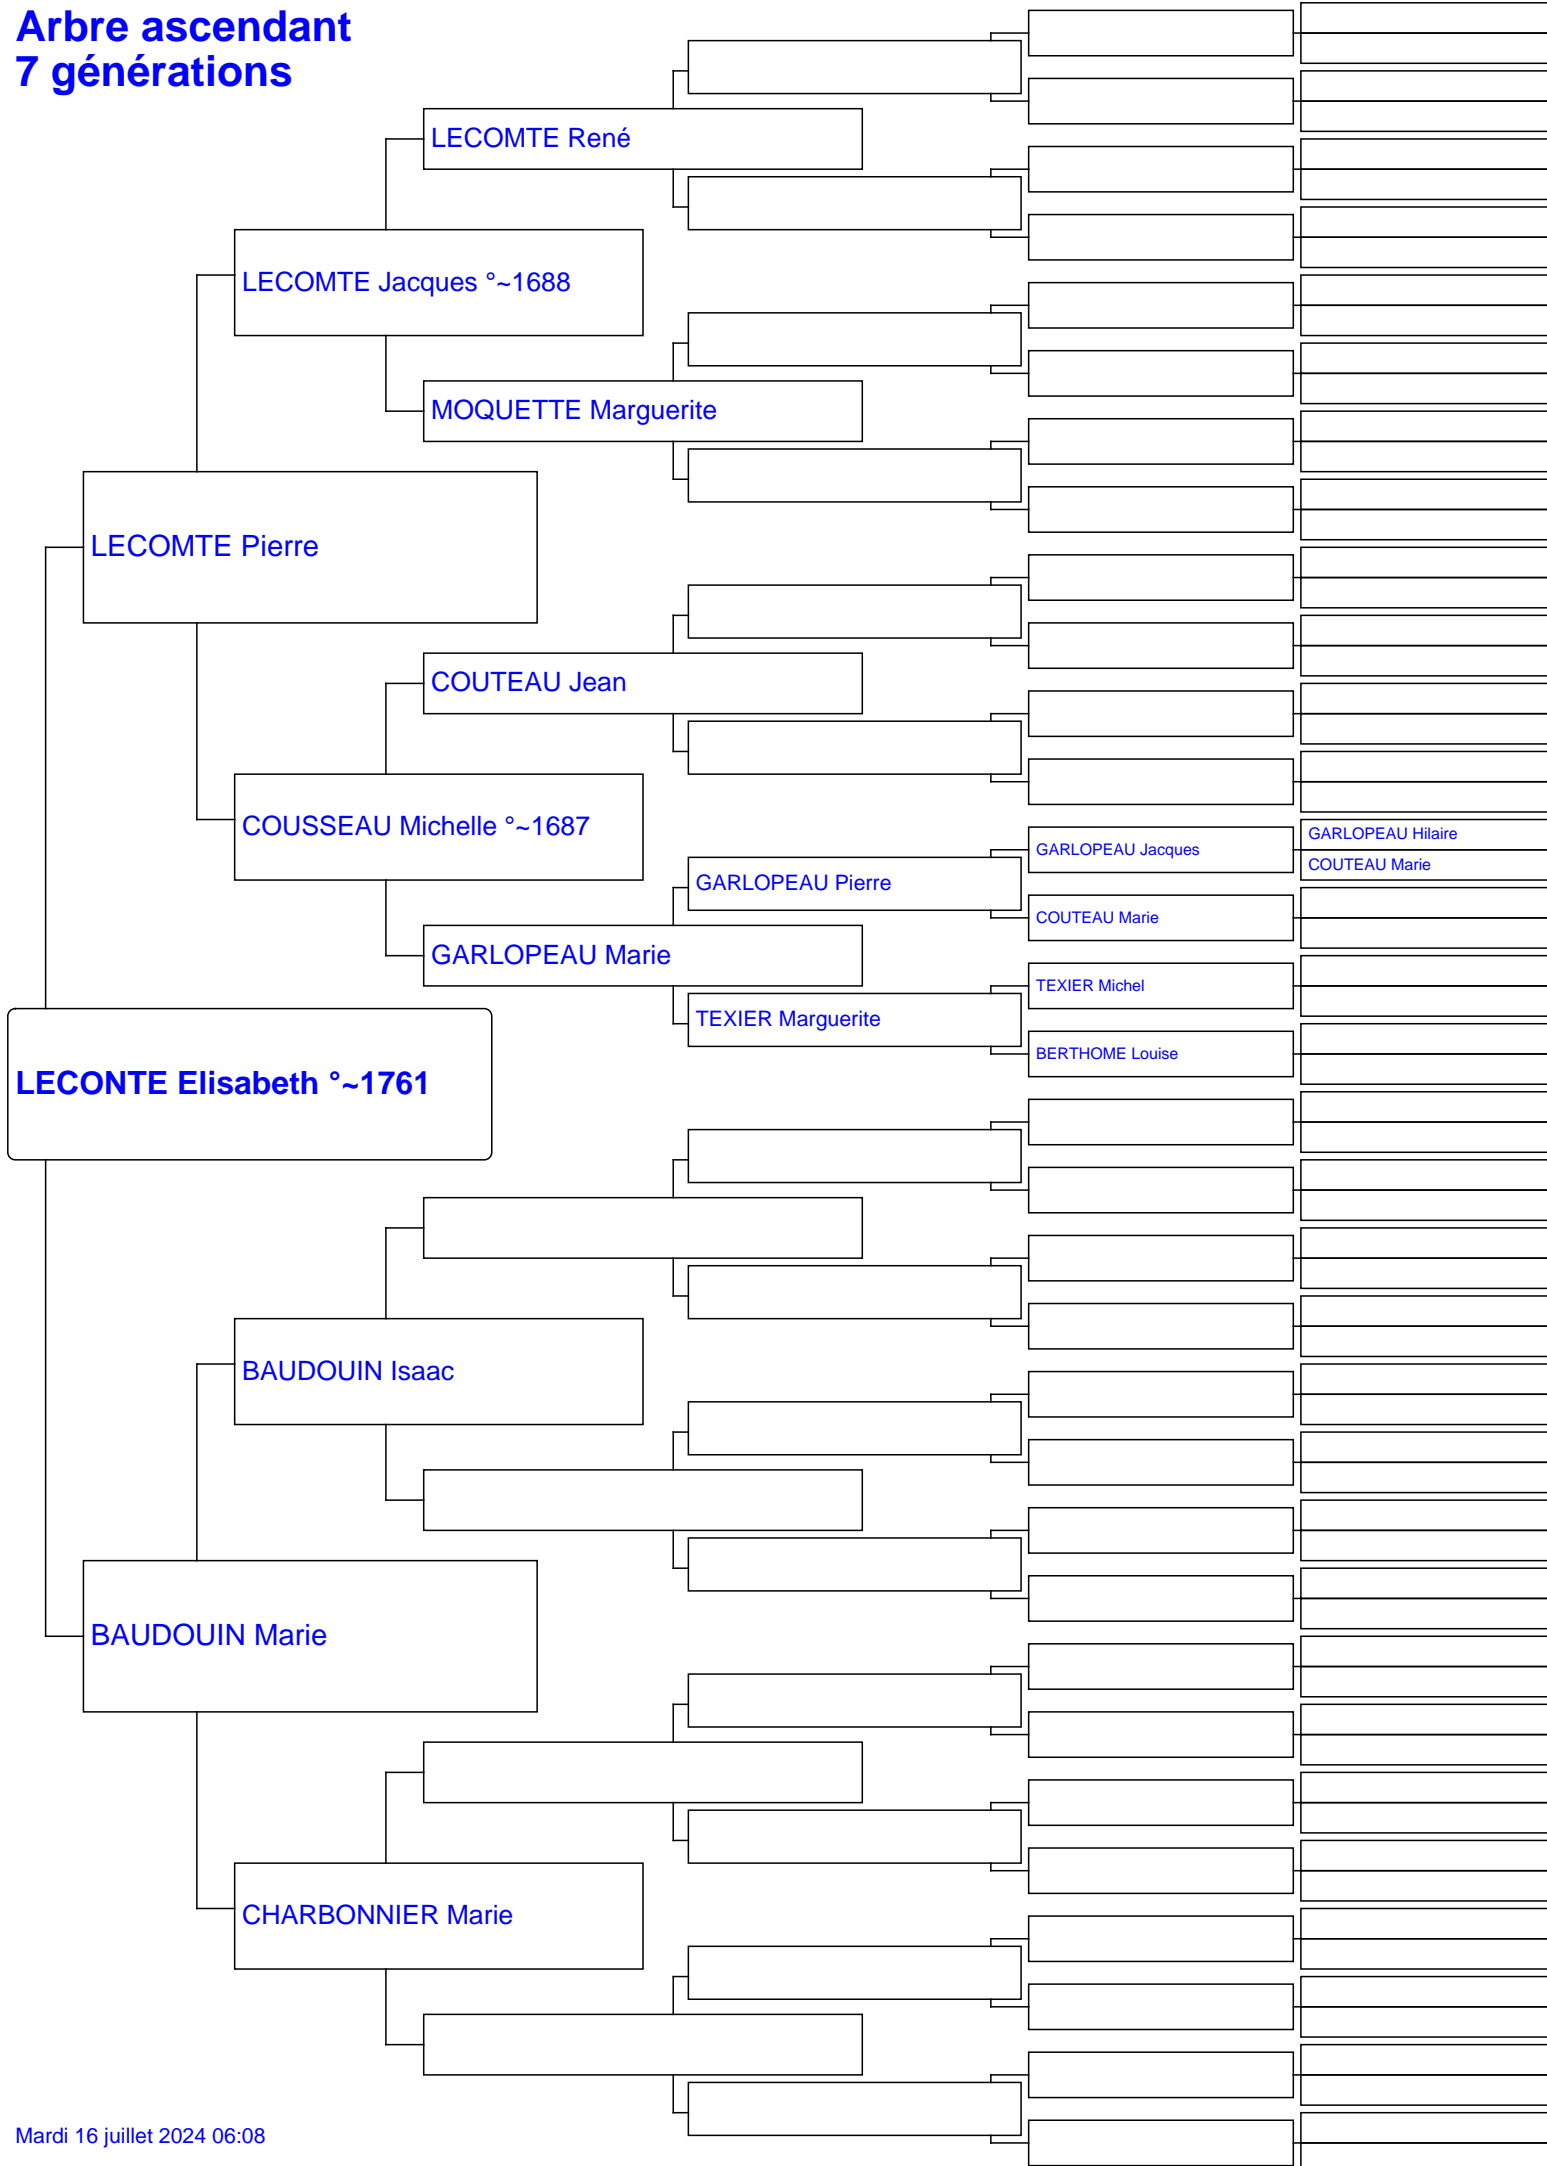 Arbre ascendant
7 générations
LECOMTE René
LECOMTE Jacques °~1688
MOQUETTE Marguerite
LECOMTE Pierre
COUTEAU Jean
COUSSEAU Michelle °~1687
GARLOPEAU Hilaire
GARLOPEAU Jacques
COUTEAU Marie
GARLOPEAU Pierre
COUTEAU Marie
GARLOPEAU Marie
TEXIER Michel
TEXIER Marguerite
BERTHOME Louise
LECONTE Elisabeth °~1761
BAUDOUIN Isaac
BAUDOUIN Marie
CHARBONNIER Marie
Mardi 16 juillet 2024 06:08